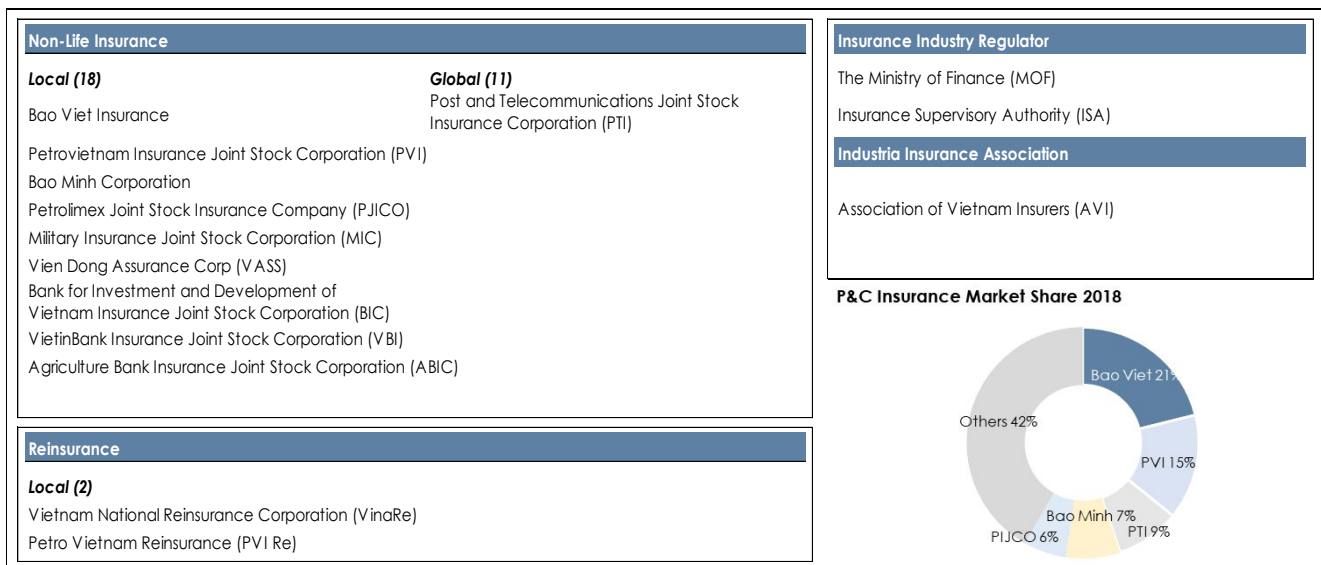 Non-Life Insurance
Local (18)
Bao Viet Insurance
Petrovietnam Insurance Joint Stock Corporation (PVI)
Bao Minh Corporation
Petrolimex Joint Stock Insurance Company (PJICO)
Military Insurance Joint Stock Corporation (MIC)
Vien Dong Assurance Corp (VASS)
Bank for Investment and Development of
Vietnam Insurance Joint Stock Corporation (BIC)
VietinBank Insurance Joint Stock Corporation (VBI)
Agriculture Bank Insurance Joint Stock Corporation (ABIC)
Global (11)
Post and Telecommunications Joint Stock
Insurance Corporation (PTI)
Reinsurance
Local (2)
Vietnam National Reinsurance Corporation (VinaRe)
Petro Vietnam Reinsurance (PVI Re)
Insurance Industry Regulator
The Ministry of Finance (MOF)
Insurance Supervisory Authority (ISA)
Industria Insurance Association
Association of Vietnam Insurers (AVI)
P&C Insurance Market Share 2018
Bao Viet 21%
Others 42%
PVI 15%
Bao Minh 7%
PTI 9%
PIJCO 6%